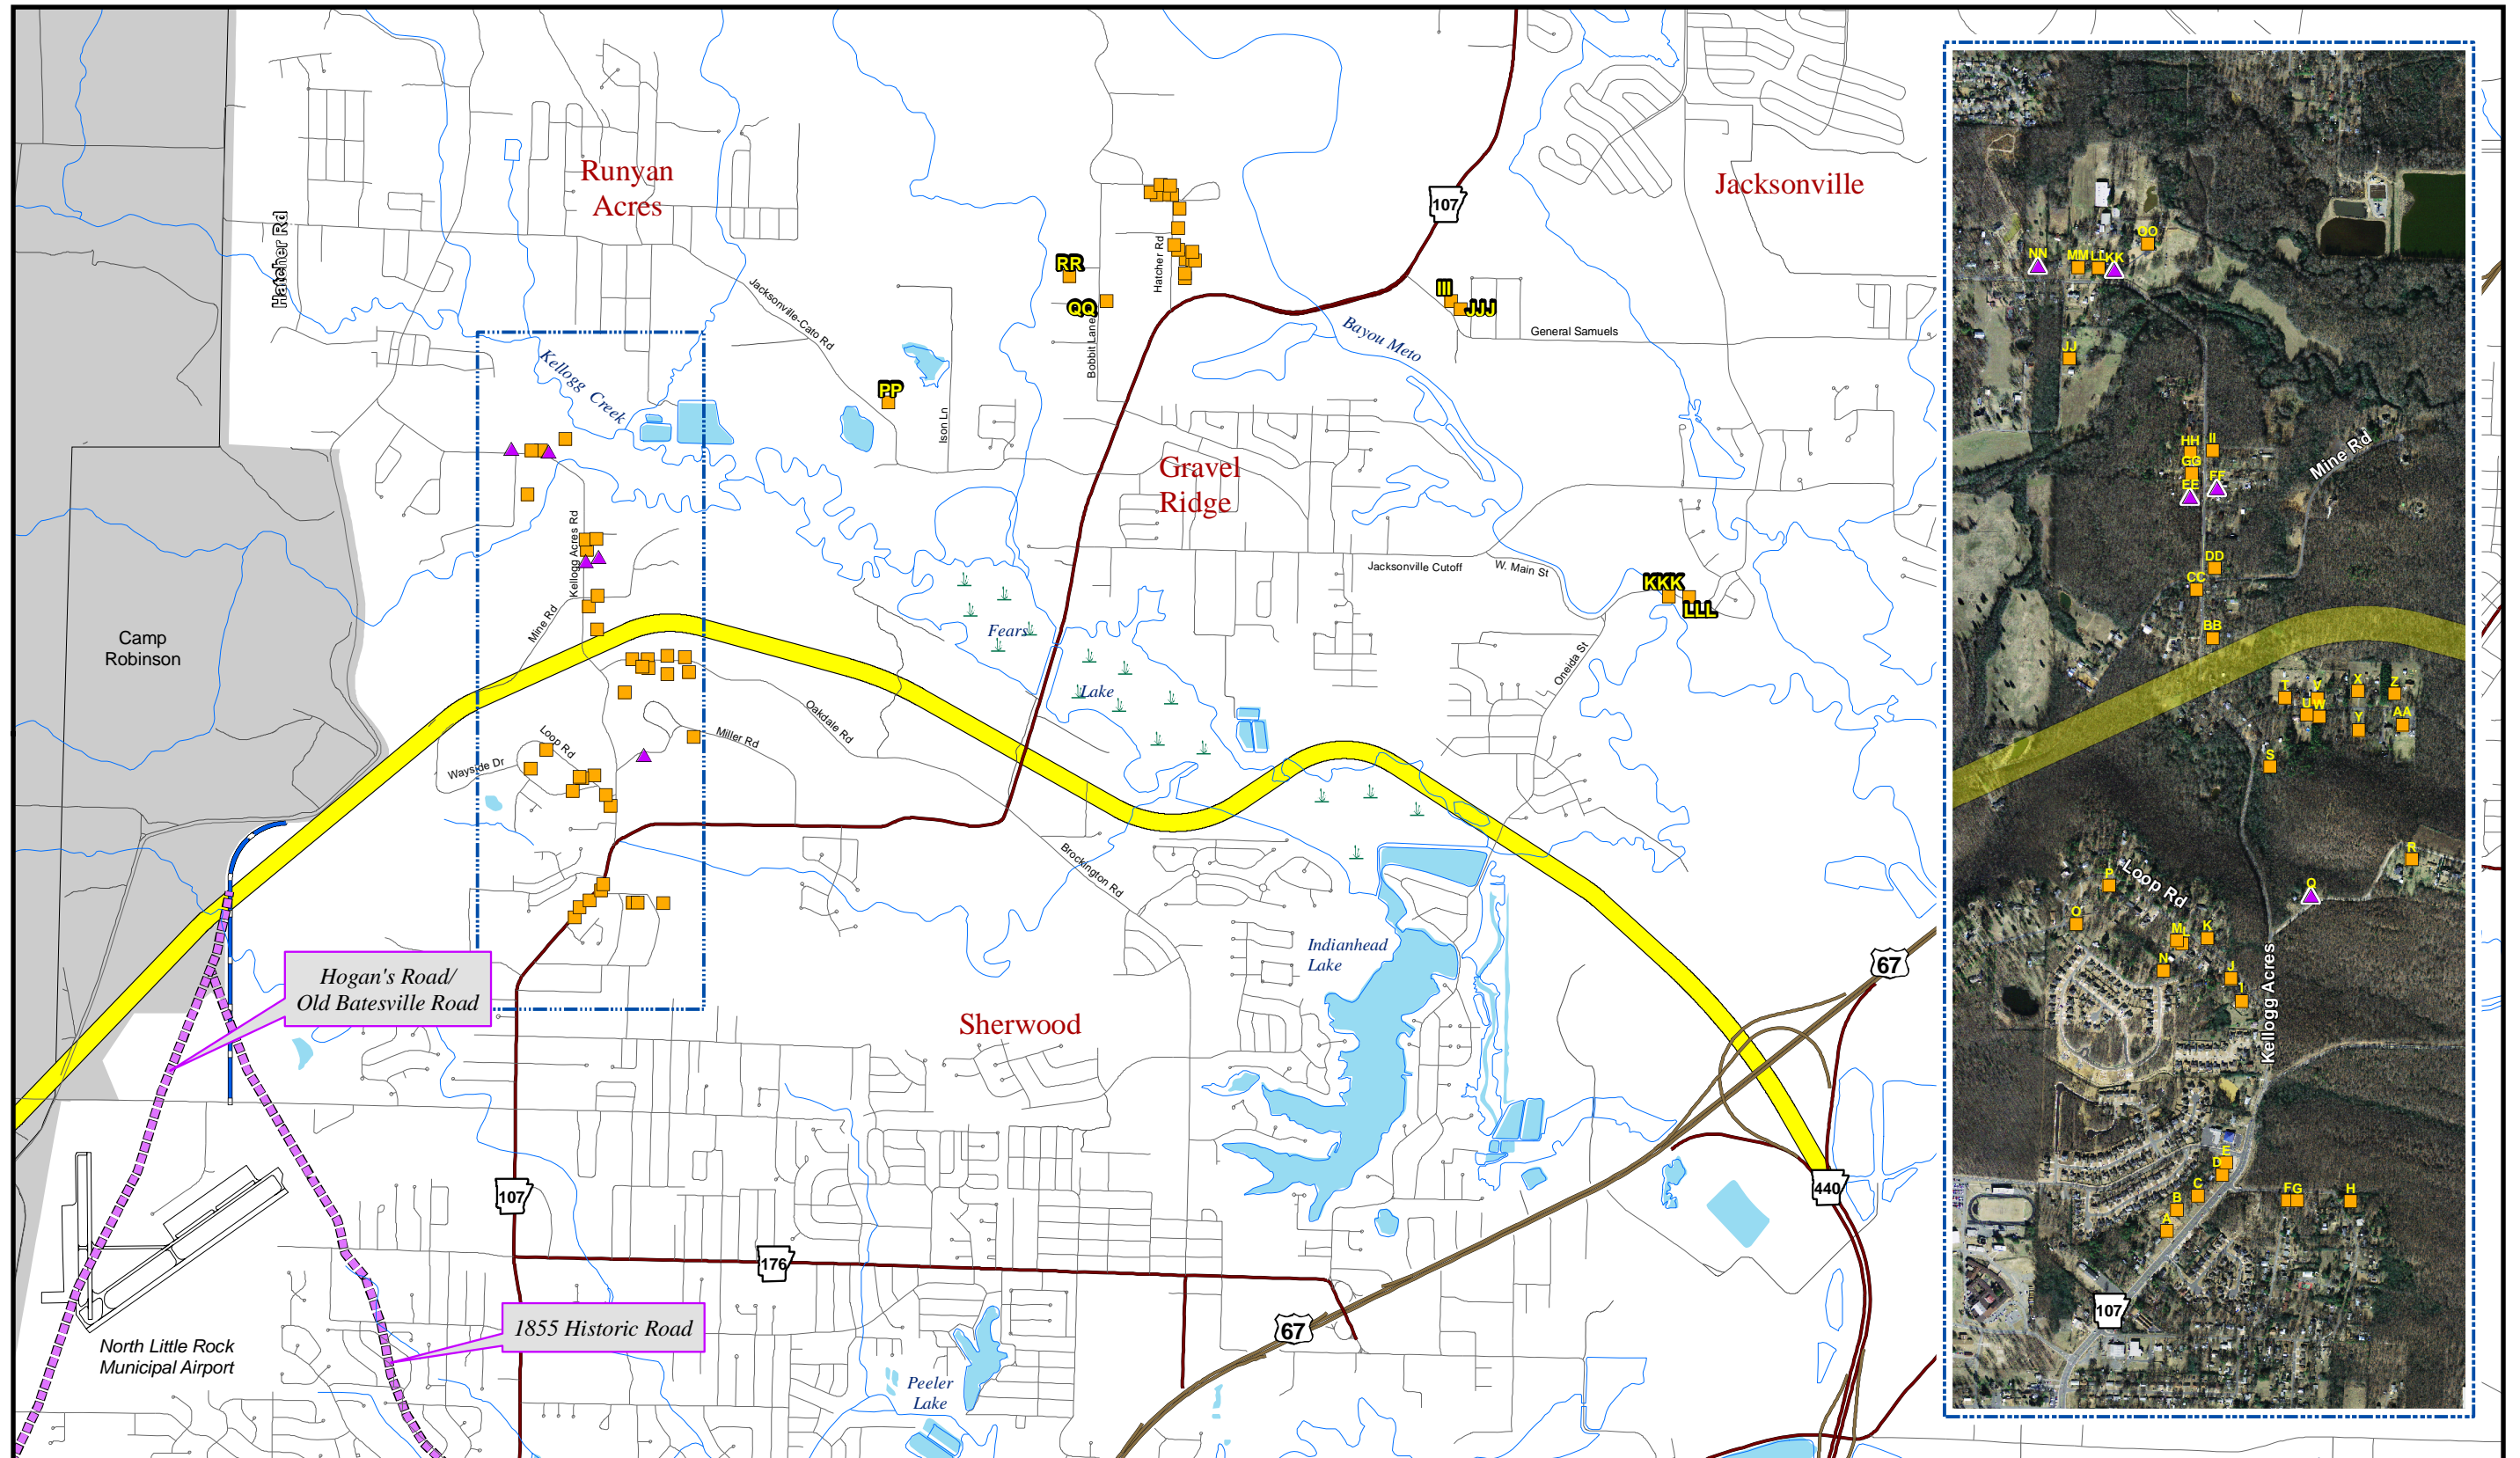 Runyan
Acres
Jacksonville
107
Hatcher Rd
Hatcher Rd
RR
QQ
Bobbit Lane
III
JJJ
General Samuels
Jacksonville-Cato Rd
Bayou Meto
Kellogg Creek
PP
Ison Ln
Gravel
Ridge
Kellogg Acres Rd
Mine Rd
Jacksonville Cutoff
W. Main St
KKK
LLL
Camp
Robinson
Fears
Lake
Oneida St
Oakdale Rd
Miller Rd
Loop Rd
Wayside Dr
Brockington Rd
Indianhead
Lake
67
Hogan's Road/
Old Batesville Road
Sherwood
107
440
176
67
1855 Historic Road
North Little Rock
Municipal Airport
Peeler
Lake
OO
NN
MM
LL
KK
JJ
HH
II
GG
FF
EE
Mine Rd
DD
CC
BB
T
V
X
Z
U
W
Y
AA
S
R
P
Loop Rd
Q
O
M
L
K
N
J
I
Kellogg Acres
E
D
C
B
A
F
G
H
107